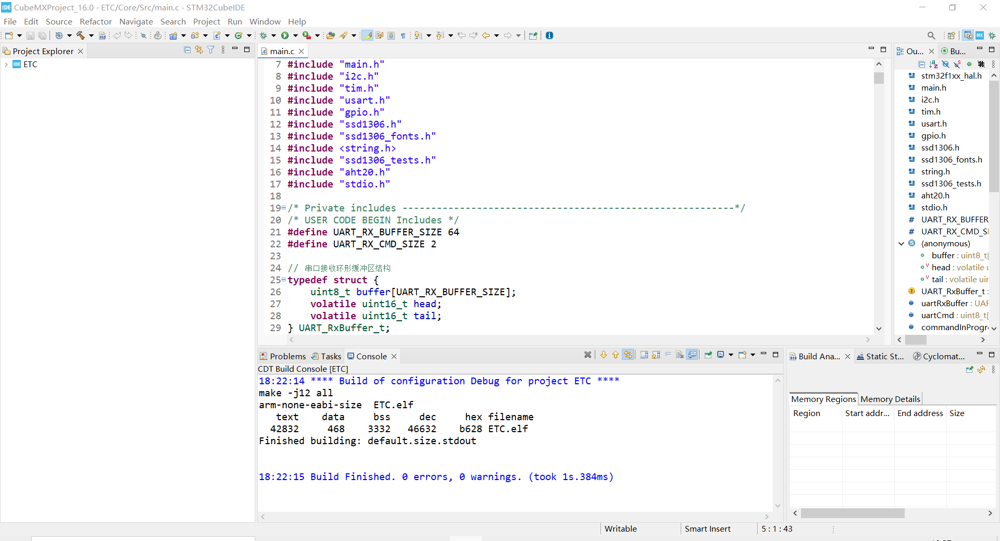 CubeMXProject_16.0 - ETC/Core/Src/main.c - STM32CubeIDE
File Edit Source Refactor Navigate Search Project Run Window Help
Project Explorer
IDE ETC
main.c
7 #include "main.h"
8 #include "i2c.h"
9 #include "tim.h"
10 #include "usart.h"
11 #include "gpio.h"
12 #include "ssd1306.h"
13 #include "ssd1306_fonts.h"
14 #include <string.h>
15 #include "ssd1306_tests.h"
16 #include "aht20.h"
17 #include "stdio.h"
18
19 /* Private includes ----------------------------------------------------------*/
20 /* USER CODE BEGIN Includes */
21 #define UART_RX_BUFFER_SIZE 64
22 #define UART_RX_CMD_SIZE 2
23
24 // 串口接收环形缓冲区结构
25 typedef struct {
26     uint8_t buffer[UART_RX_BUFFER_SIZE];
27     volatile uint16_t head;
28     volatile uint16_t tail;
29 } UART_RxBuffer_t;
Ou... Bu...
stm32f1xx_hal.h
main.h
i2c.h
tim.h
usart.h
gpio.h
ssd1306.h
ssd1306_fonts.h
string.h
ssd1306_tests.h
aht20.h
stdio.h
# UART_RX_BUFFER
# UART_RX_CMD_SI
(anonymous)
buffer : uint8_t[
head : volatile u
tail : volatile uin
UART_RxBuffer_t :
uartRxBuffer : UAR
uartCmd : uint8_t[
commandInProgr
Problems Tasks Console
CDT Build Console [ETC]
18:22:14 **** Build of configuration Debug for project ETC ****
make -j12 all
arm-none-eabi-size  ETC.elf
   text    data     bss     dec     hex filename
  42832     468    3332   46632    b628 ETC.elf
Finished building: default.size.stdout
18:22:15 Build Finished. 0 errors, 0 warnings. (took 1s.384ms)
Build Ana... Static St... Cyclomat...
Memory Regions Memory Details
Region Start addr... End address Size
Writable Smart Insert 5 : 1 : 43